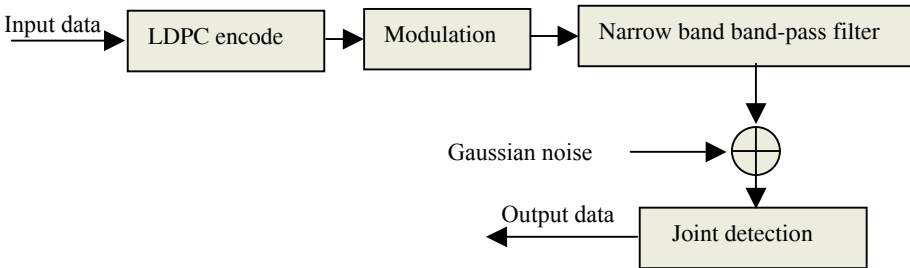 Input data
LDPC encode
Modulation
Narrow band band-pass filter
Gaussian noise
Output data
Joint detection